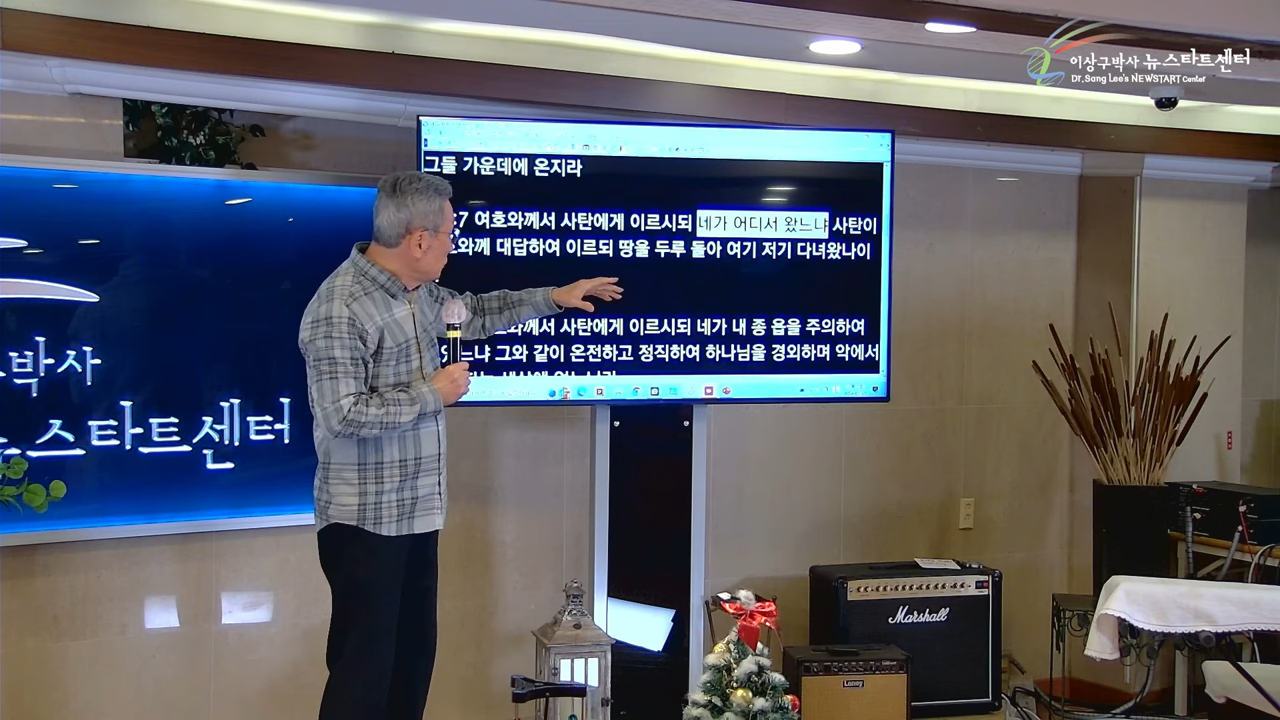 이상구박사 뉴스타트센터
Dr.Sang Lee's NEWSTART Center
그들 가운데에 온지라
:7 여호와께서 사탄에게 이르시되 네가 어디서 왔느냐 사탄이
와께 대답하여 이르되 땅을 두루 돌아 여기 저기 다녀왔나이
와께서 사탄에게 이르시되 네가 내 종 욥을 주의하여
느냐 그와 같이 온전하고 정직하여 하나님을 경외하며 악에서
박사
뉴스타트센터
Marshall
Laney